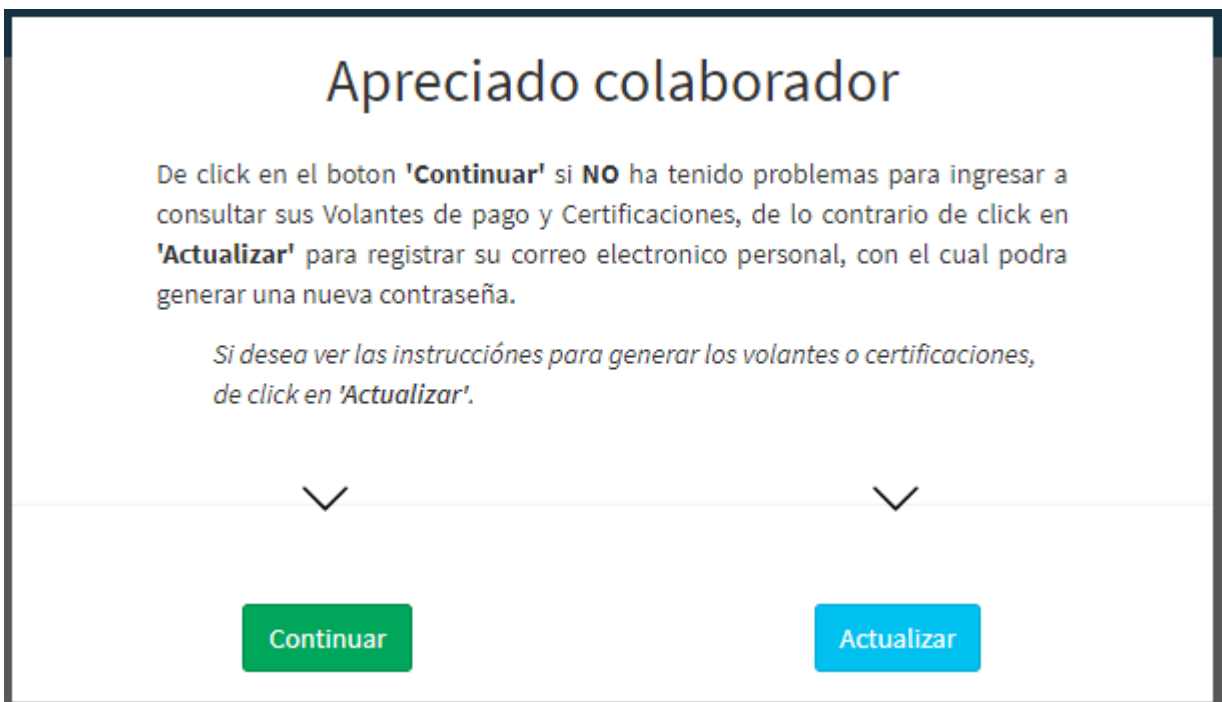 Apreciado colaborador
De click en el boton 'Continuar' si NO ha tenido problemas para ingresar a
consultar sus Volantes de pago y Certificaciones, de lo contrario de click en
'Actualizar' para registrar su correo electronico personal, con el cual podra
generar una nueva contraseña.
Si desea ver las instrucciónes para generar los volantes o certificaciones,
de click en 'Actualizar'.
Continuar
Actualizar